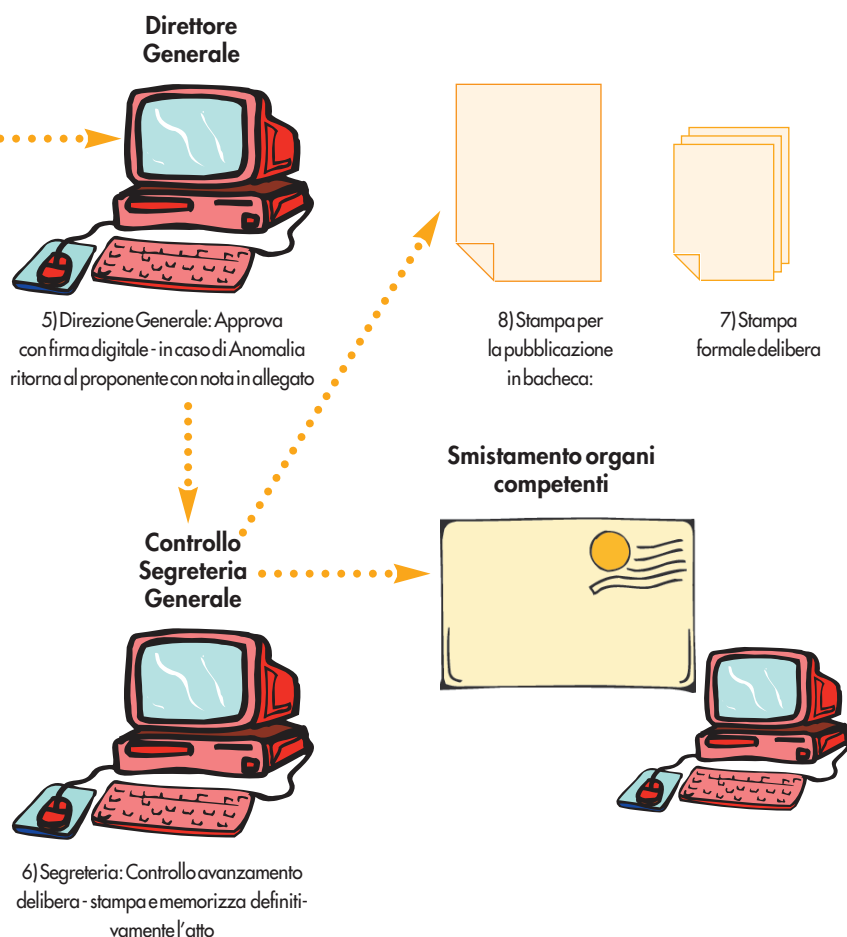 Direttore
Generale
5) Direzione Generale: Approva
con firma digitale - in caso di Anomalia
ritorna al proponente con nota in allegato
8) Stampa per
la pubblicazione
in bacheca:
7) Stampa
formale delibera
Smistamento organi
competenti
Controllo
Segreteria
Generale
6) Segreteria: Controllo avanzamento
delibera - stampa e memorizza definiti-
vamente l'atto